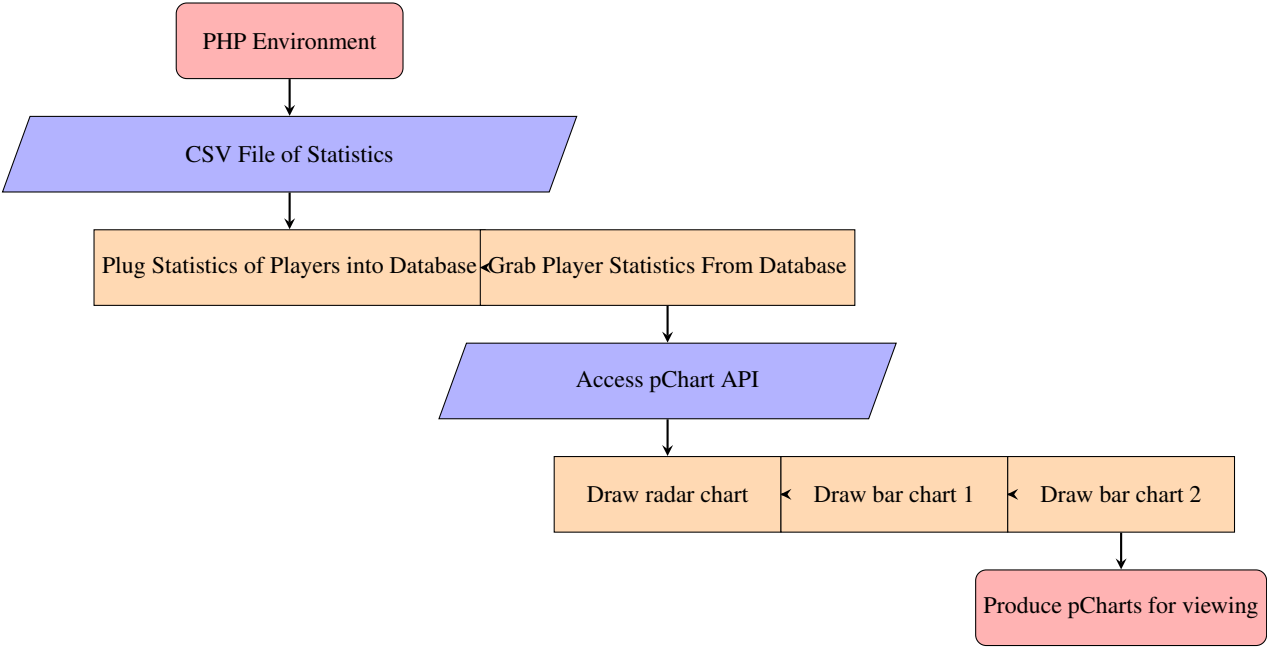 PHP Environment
CSV File of Statistics
Plug Statistics of Players into Database
Grab Player Statistics From Database
Access pChart API
Draw radar chart
Draw bar chart 1
Draw bar chart 2
Produce pCharts for viewing